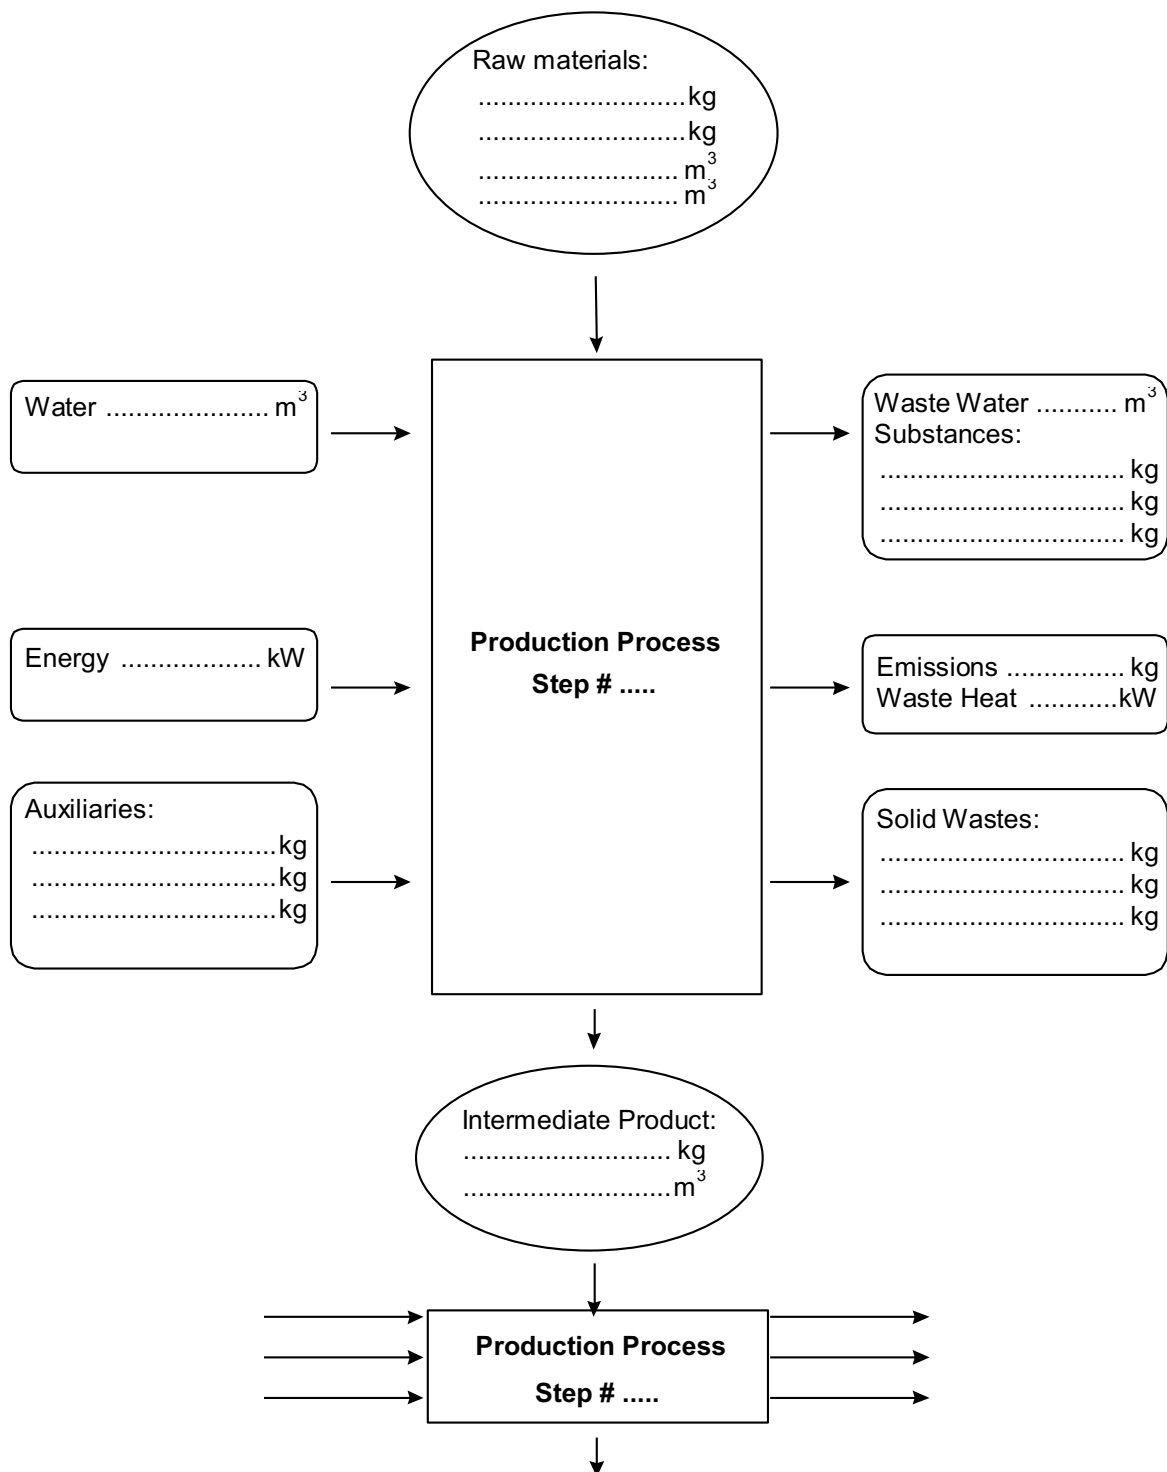 Raw materials:
............................kg
............................kg
........................... m³
........................... m³
Water ...................... m³
Waste Water ........... m³
Substances:
................................. kg
................................. kg
................................. kg
Energy ................... kW
Production Process
Step # .....
Emissions ................ kg
Waste Heat ............kW
Auxiliaries:
.................................kg
.................................kg
.................................kg
Solid Wastes:
................................. kg
................................. kg
................................. kg
Intermediate Product:
............................ kg
............................m³
Production Process
Step # .....